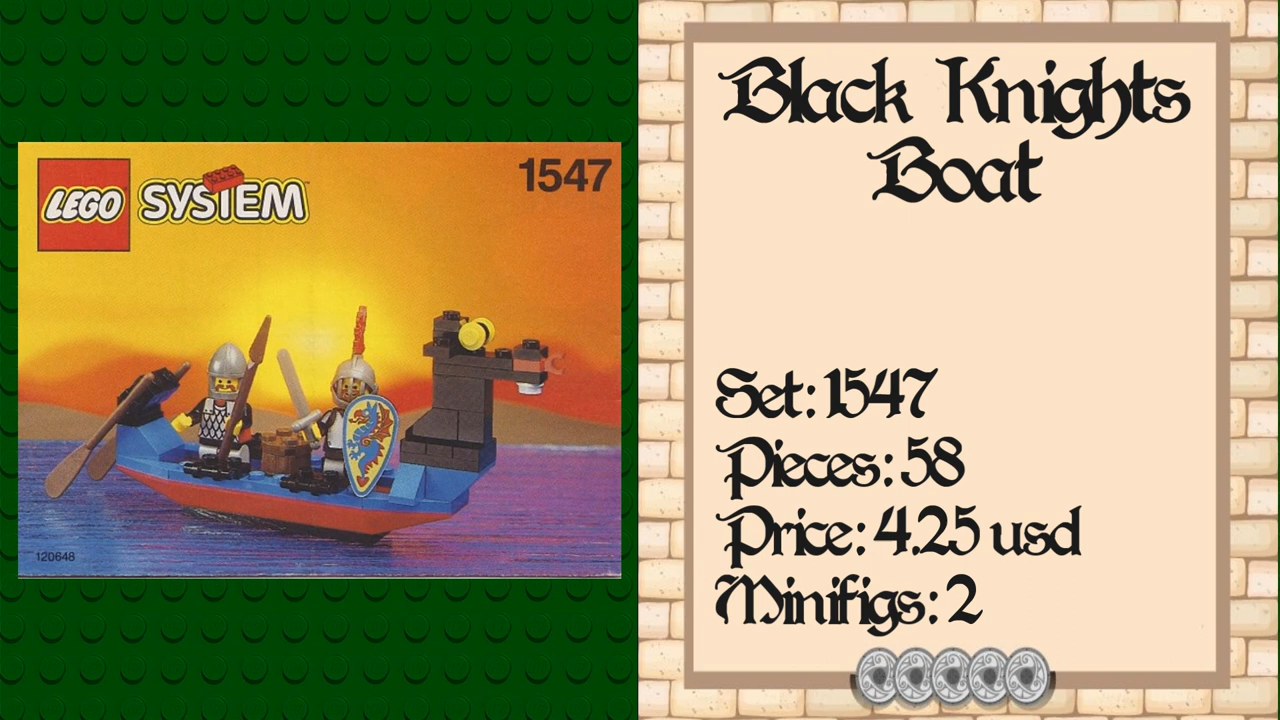 LEGO SYSTEM
1547
120648
Black Knights
Boat
Set: 1547
Pieces: 58
Price: 4.25 usd
Minifigs: 2